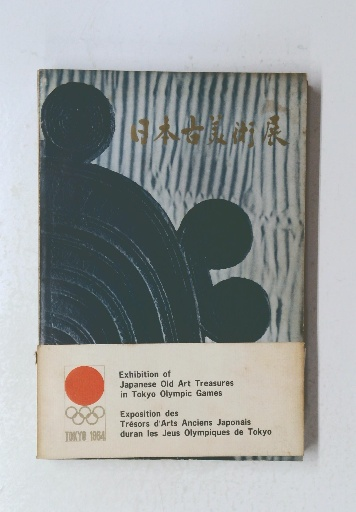 日本古美術展
Exhibition of
Japanese Old Art Treasures
in Tokyo Olympic Games
Exposition des
Trésors d'Arts Anciens Japonais
duran les Jeus Olympiques de Tokyo
TOKYO 1964